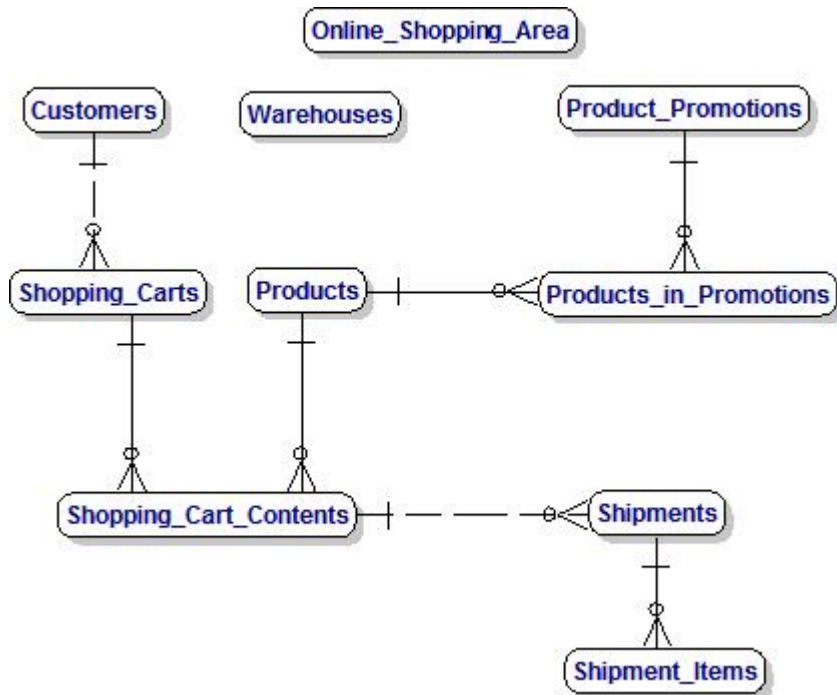 Online_Shopping_Area
Customers
Warehouses
Product_Promotions
Shopping_Carts
Products
Products_in_Promotions
Shopping_Cart_Contents
Shipments
Shipment_Items